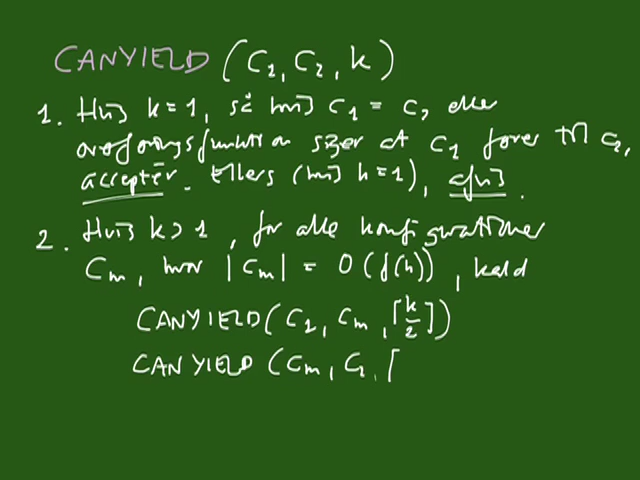 CANYIELD (C₁, C₂, k)
1. Hvis k=1, så hvis C₁ = C₂ eller
overføringsfunktionen siger at C₁ fører til C₂,
acceptér. Ellers (hvis k=1), afvis.
2. Hvis k>1, for alle konfigurationer
Cₘ, hvor |Cₘ| = O(f(n)), kald
CANYIELD(C₁, Cₘ, ⌈k/2⌉)
CANYIELD (Cₘ, C₂, ⌈